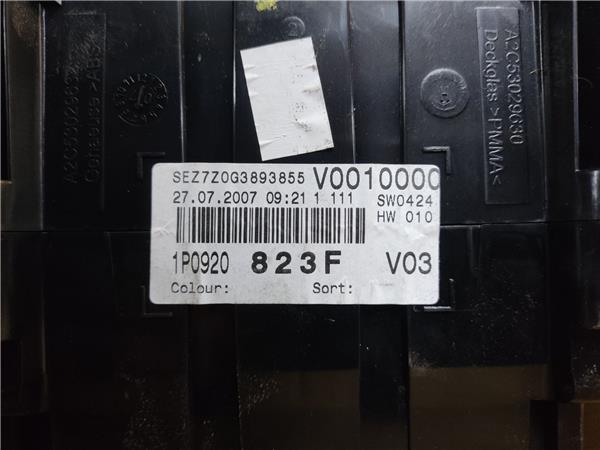 SEZ7Z0G3893855 V0010000
27.07.2007 09:21 1 111 SW0424
HW 010
1P0920 823F V03
Colour: Sort:
A2C53029630
Deckglas >PMMA<